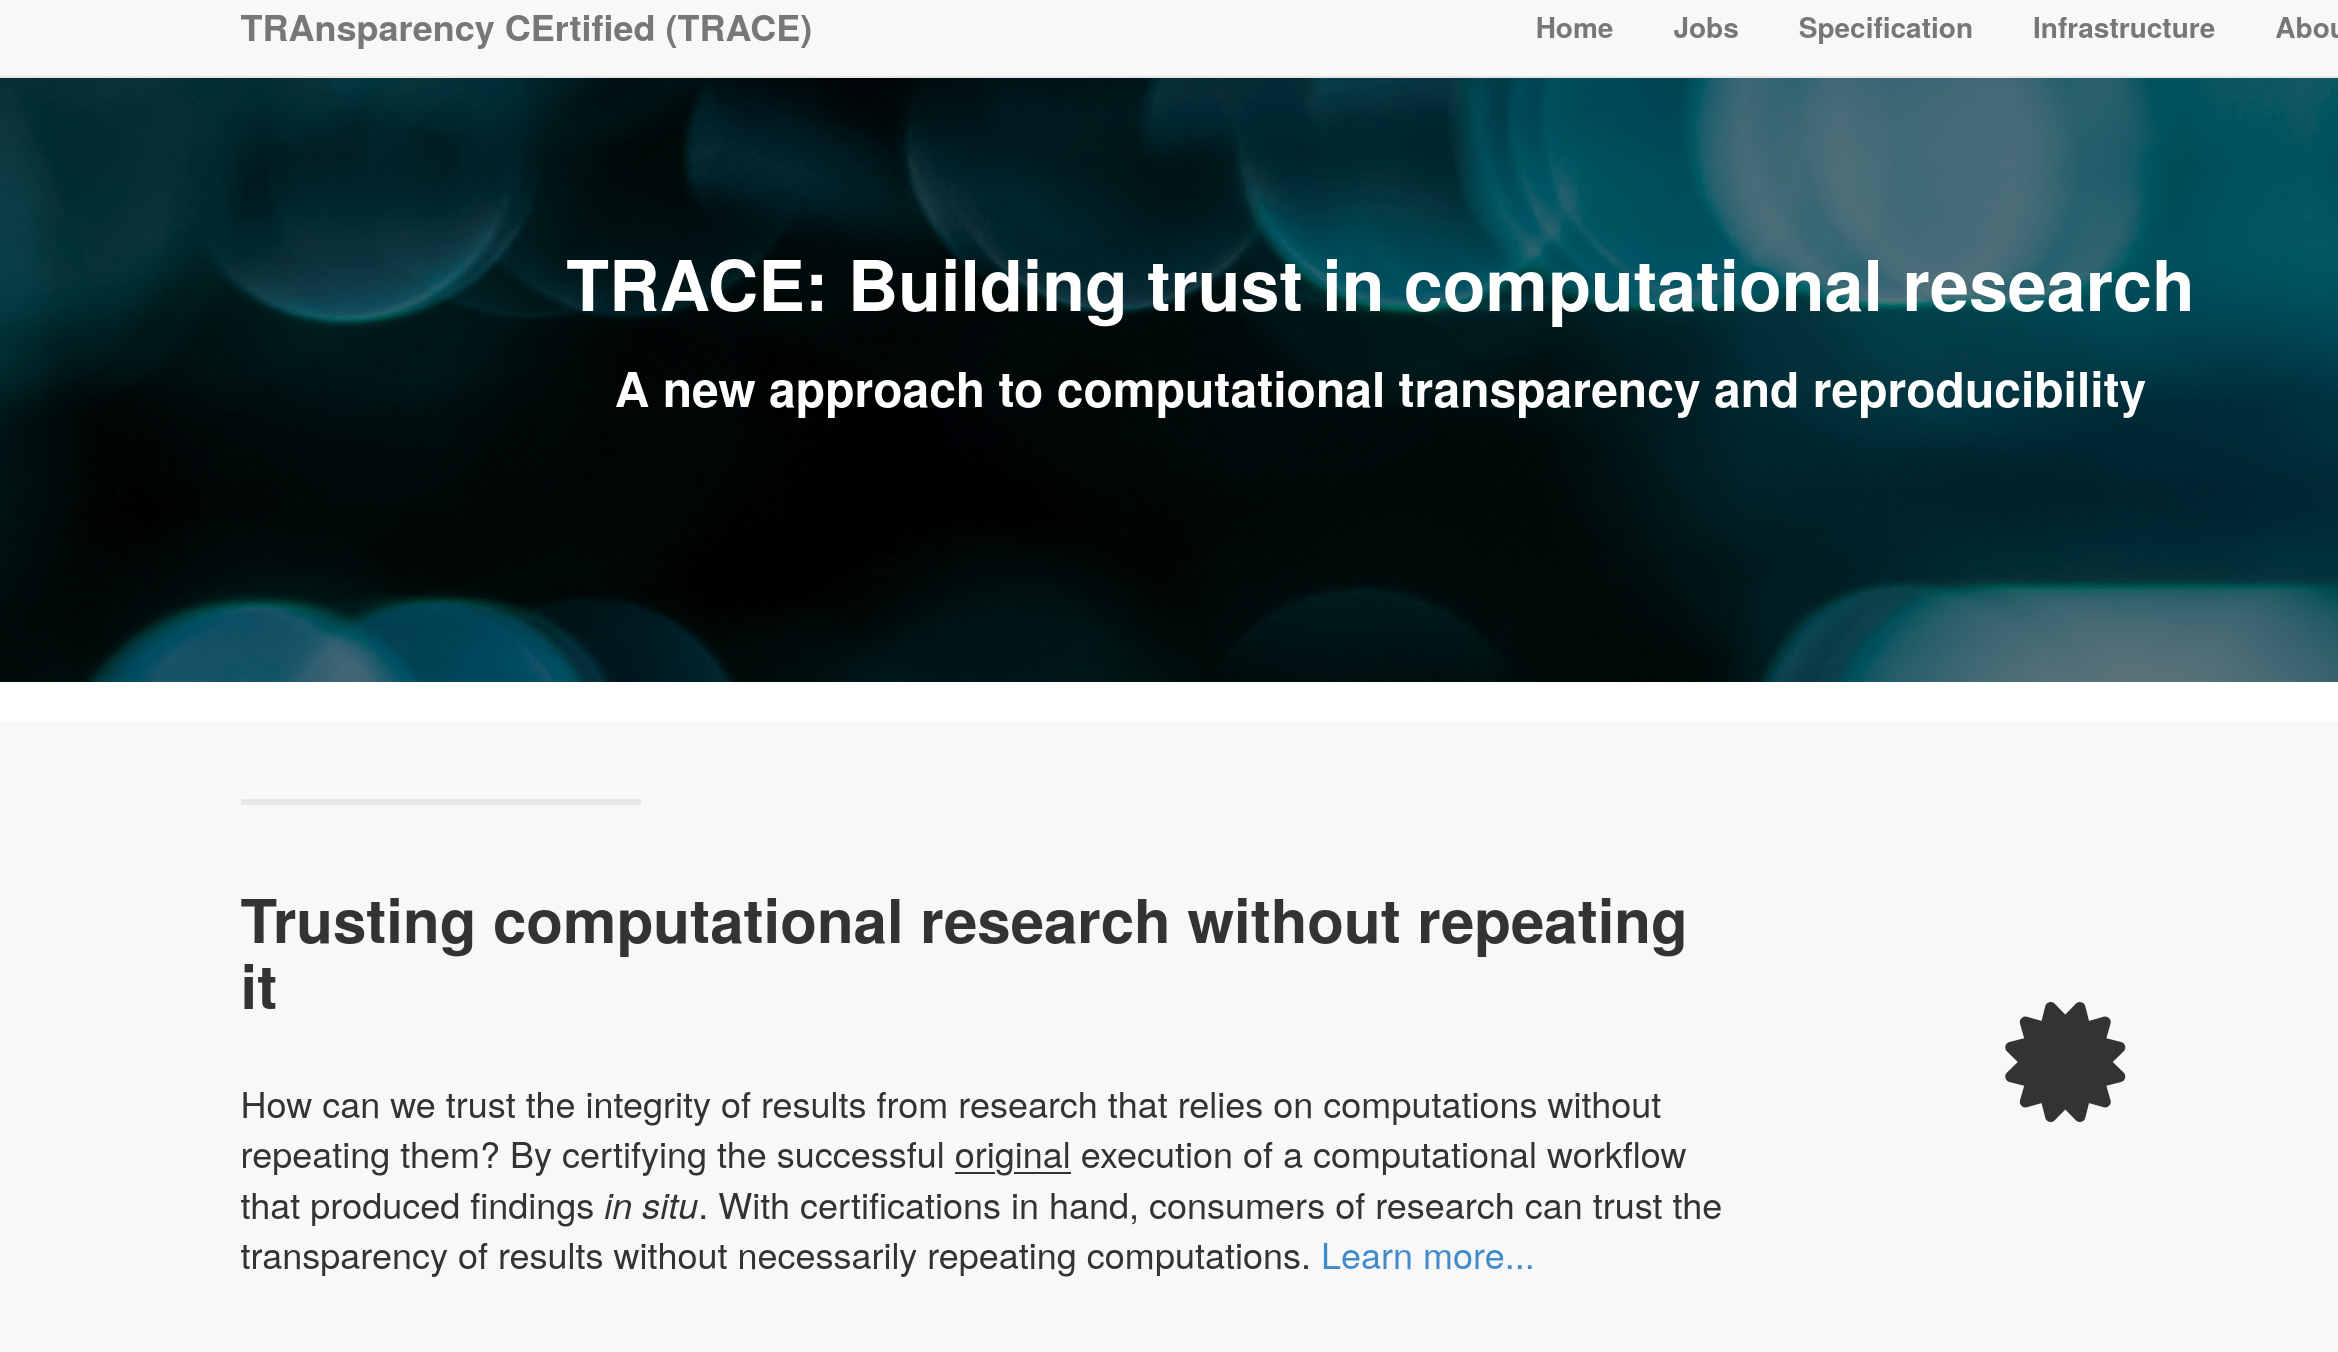 TRAnsparency CErtified (TRACE)
Home Jobs Specification Infrastructure Abou
TRACE: Building trust in computational research
A new approach to computational transparency and reproducibility
Trusting computational research without repeating
it
How can we trust the integrity of results from research that relies on computations without
repeating them? By certifying the successful original execution of a computational workflow
that produced findings in situ. With certifications in hand, consumers of research can trust the
transparency of results without necessarily repeating computations. Learn more...